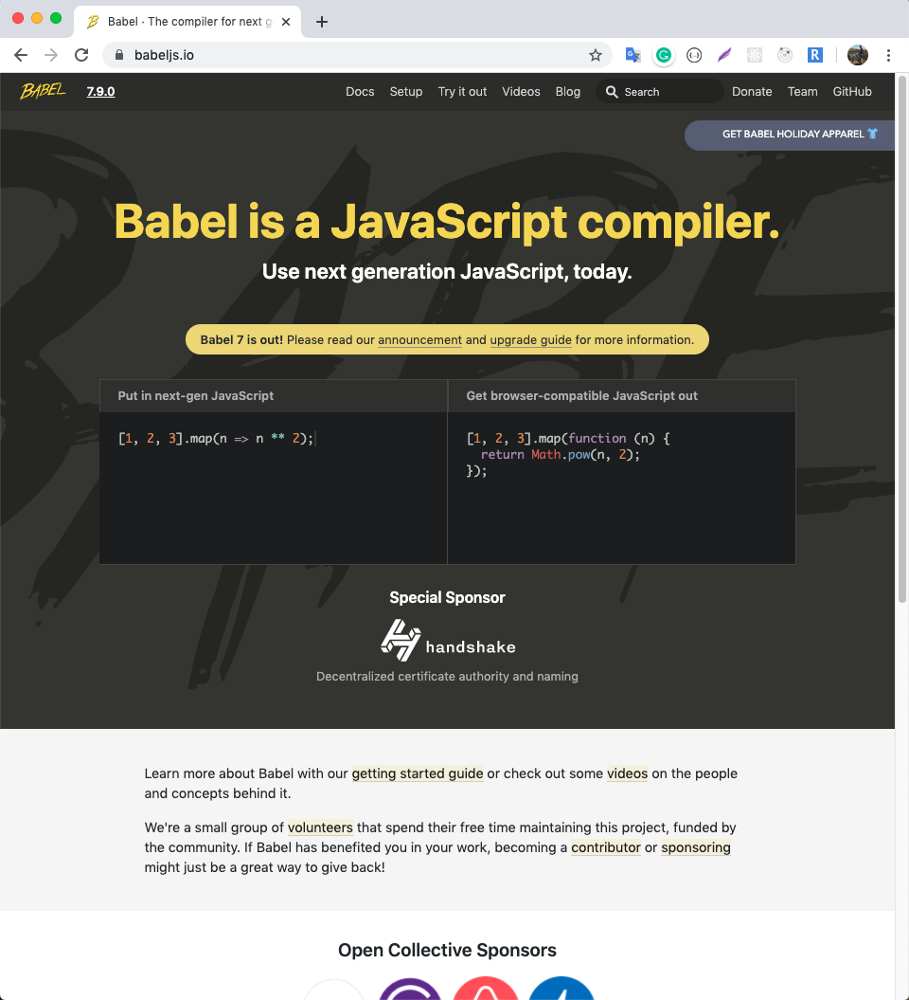 Babel · The compiler for next g
babeljs.io
BABEL 7.9.0 Docs Setup Try it out Videos Blog Search Donate Team GitHub
GET BABEL HOLIDAY APPAREL
Babel is a JavaScript compiler.
Use next generation JavaScript, today.
Babel 7 is out! Please read our announcement and upgrade guide for more information.
Put in next-gen JavaScript
[1, 2, 3].map(n => n ** 2);
Get browser-compatible JavaScript out
[1, 2, 3].map(function (n) {
  return Math.pow(n, 2);
});
Special Sponsor
handshake
Decentralized certificate authority and naming
Learn more about Babel with our getting started guide or check out some videos on the people
and concepts behind it.
We're a small group of volunteers that spend their free time maintaining this project, funded by
the community. If Babel has benefited you in your work, becoming a contributor or sponsoring
might just be a great way to give back!
Open Collective Sponsors